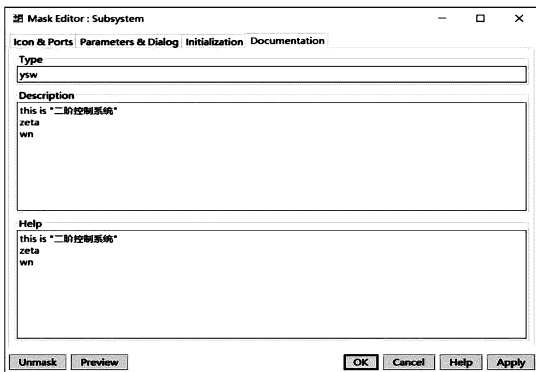 Mask Editor : Subsystem
Icon & Ports Parameters & Dialog Initialization Documentation
Type
ysw
Description
this is "二阶控制系统"
zeta
wn
Help
this is "二阶控制系统"
zeta
wn
Unmask Preview OK Cancel Help Apply